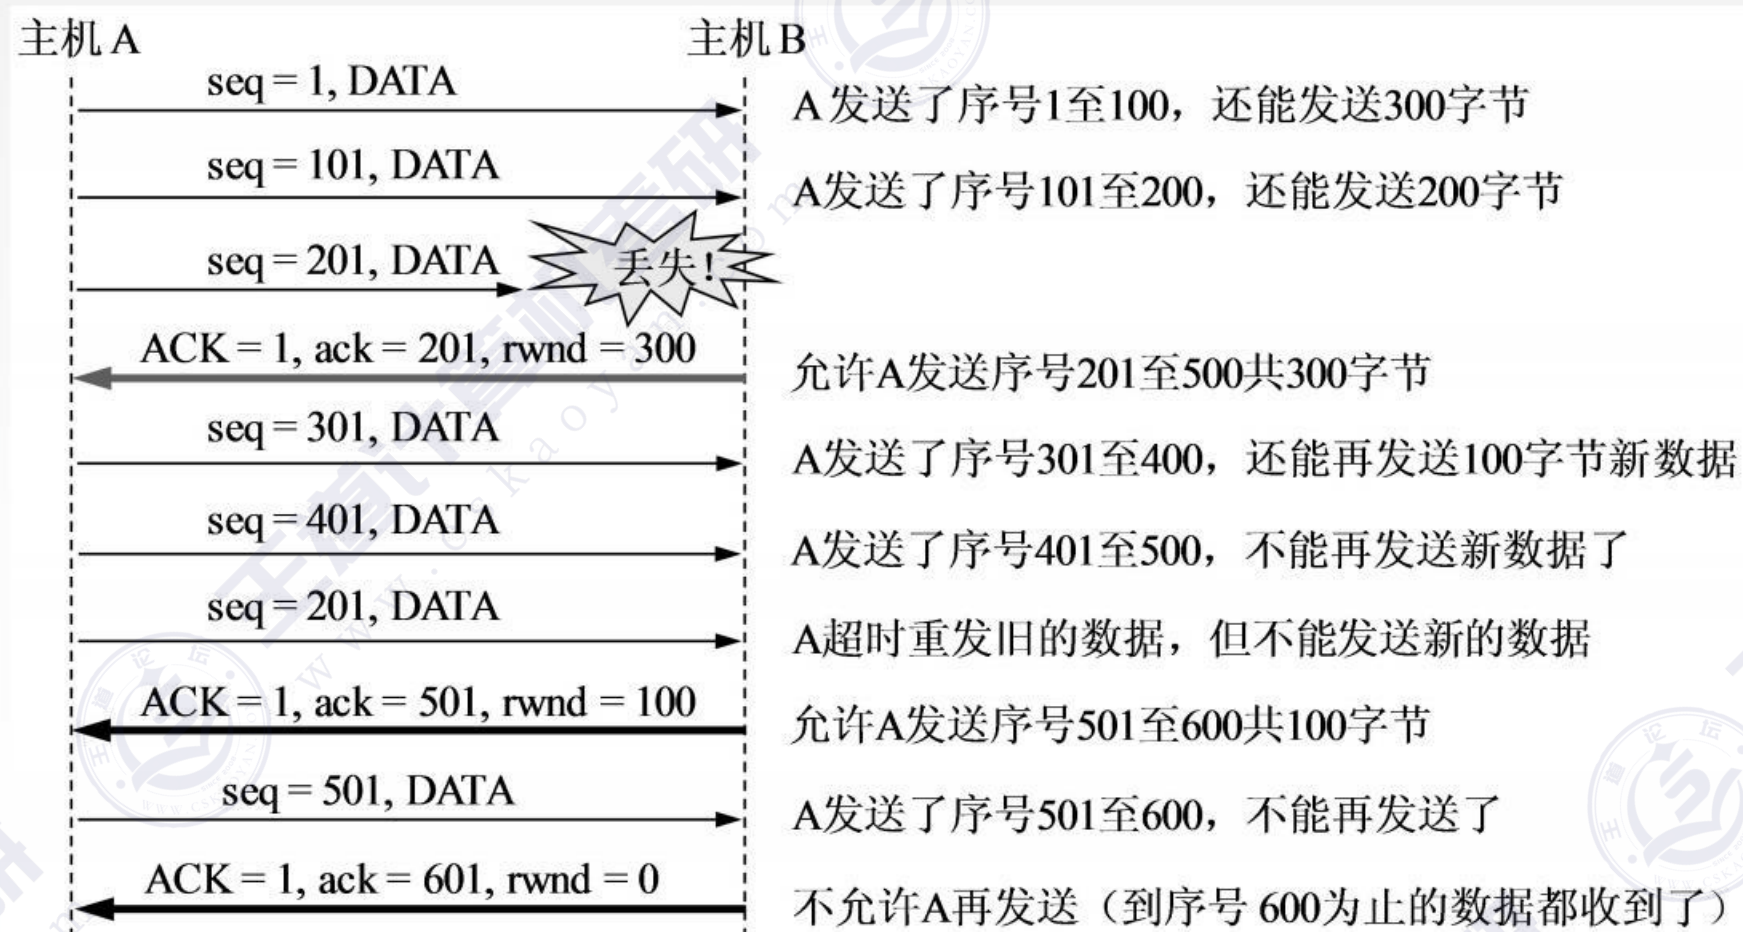 主机A 主机B
seq = 1, DATA
A发送了序号1至100，还能发送300字节
seq = 101, DATA
A发送了序号101至200，还能发送200字节
seq = 201, DATA
丢失！
ACK = 1, ack = 201, rwnd = 300
允许A发送序号201至500共300字节
seq = 301, DATA
A发送了序号301至400，还能再发送100字节新数据
seq = 401, DATA
A发送了序号401至500，不能再发送新数据了
seq = 201, DATA
A超时重发旧的数据，但不能发送新的数据
ACK = 1, ack = 501, rwnd = 100
允许A发送序号501至600共100字节
seq = 501, DATA
A发送了序号501至600，不能再发送了
ACK = 1, ack = 601, rwnd = 0
不允许A再发送（到序号 600为止的数据都收到了）
王道计算机考研
www.cskaoyan.com